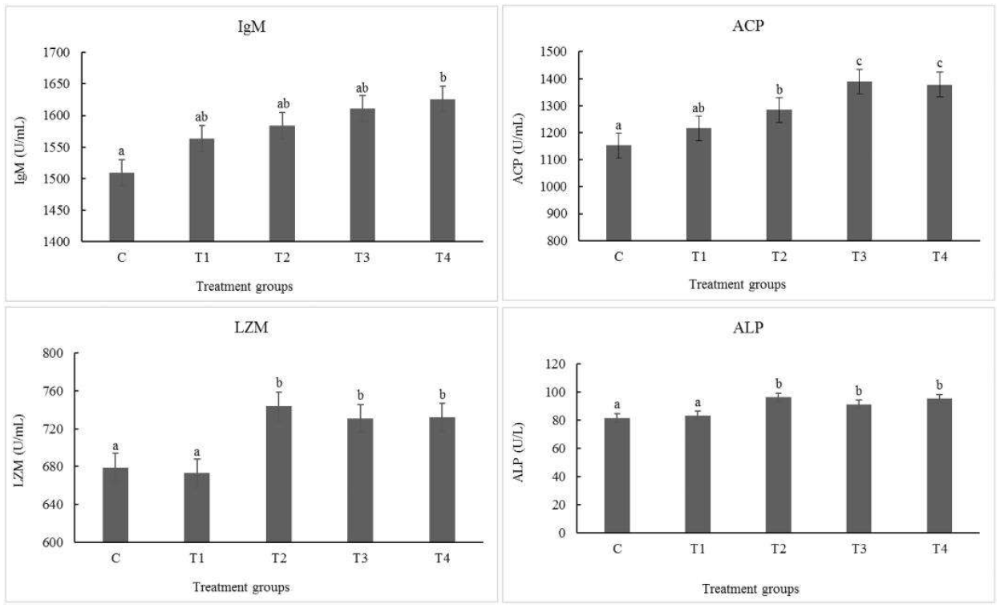 IgM
1700
1650
1600
1550
1500
1450
1400
IgM (U/mL)
a
ab
ab
ab
b
C T1 T2 T3 T4
Treatment groups
ACP
1500
1400
1300
1200
1100
1000
900
800
ACP (U/mL)
a
ab
b
c
c
C T1 T2 T3 T4
Treatment groups
LZM
800
760
720
680
640
600
LZM (U/mL)
a
a
b
b
b
C T1 T2 T3 T4
Treatment groups
ALP
120
100
80
60
40
20
0
ALP (U/L)
a
a
b
b
b
C T1 T2 T3 T4
Treatment groups